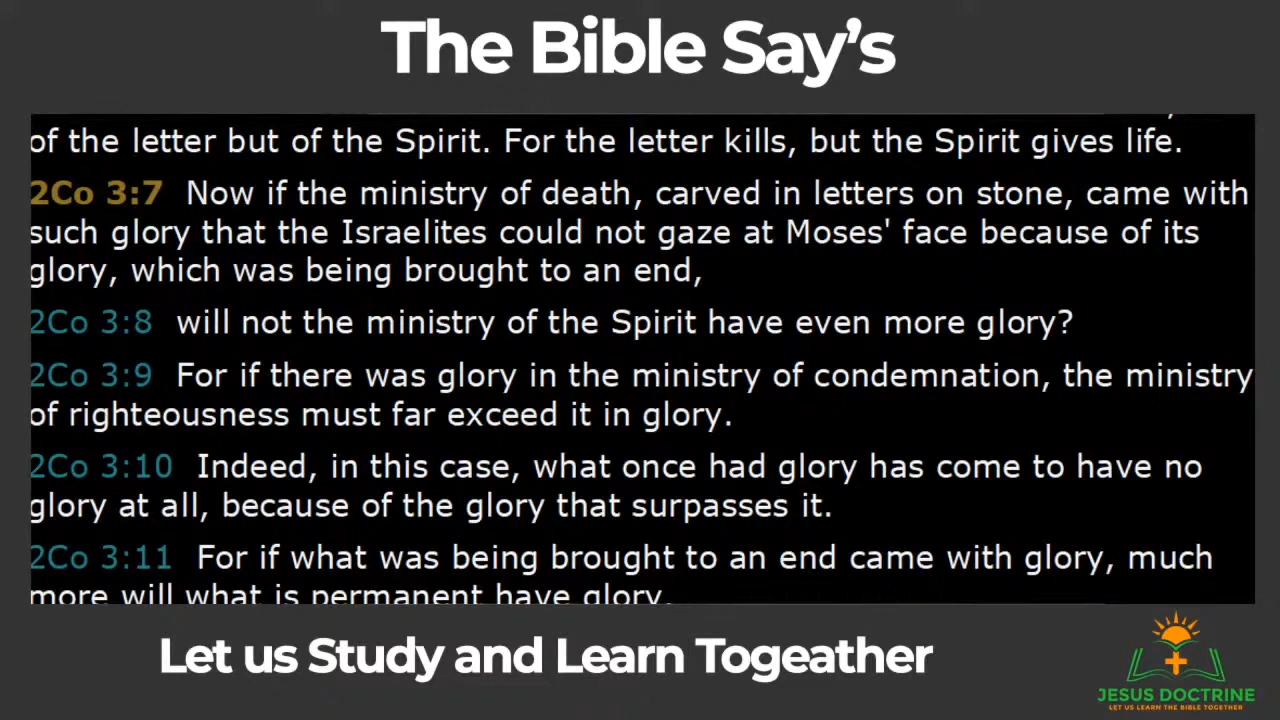 The Bible Say's
of the letter but of the Spirit. For the letter kills, but the Spirit gives life.
2Co 3:7 Now if the ministry of death, carved in letters on stone, came with
such glory that the Israelites could not gaze at Moses' face because of its
glory, which was being brought to an end,
2Co 3:8 will not the ministry of the Spirit have even more glory?
2Co 3:9 For if there was glory in the ministry of condemnation, the ministry
of righteousness must far exceed it in glory.
2Co 3:10 Indeed, in this case, what once had glory has come to have no
glory at all, because of the glory that surpasses it.
2Co 3:11 For if what was being brought to an end came with glory, much
more will what is permanent have glory.
Let us Study and Learn Togeather
JESUS DOCTRINE
LET US LEARN THE BIBLE TOGETHER